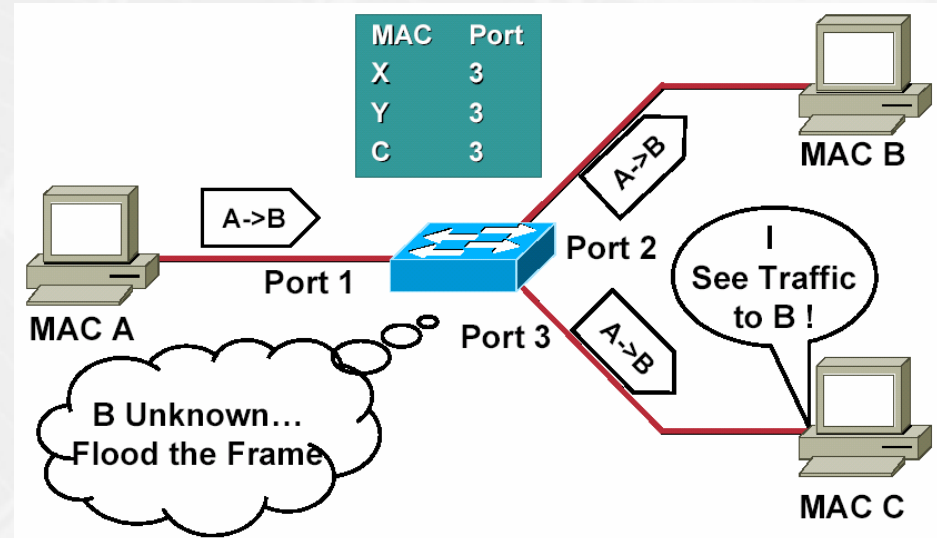 MAC Port
X 3
Y 3
C 3
MAC B
A->B
A->B
Port 2
Port 1
I
See Traffic
to B !
MAC A
Port 3
A->B
B Unknown…
Flood the Frame
MAC C